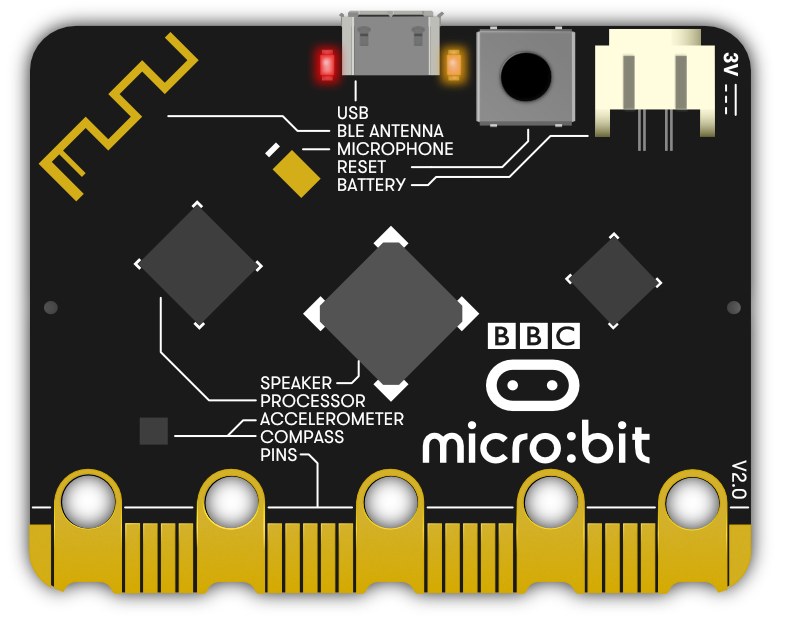 3V
USB
BLE ANTENNA
MICROPHONE
RESET
BATTERY
BBC
SPEAKER
PROCESSOR
ACCELEROMETER
COMPASS
PINS
micro:bit
V2.0